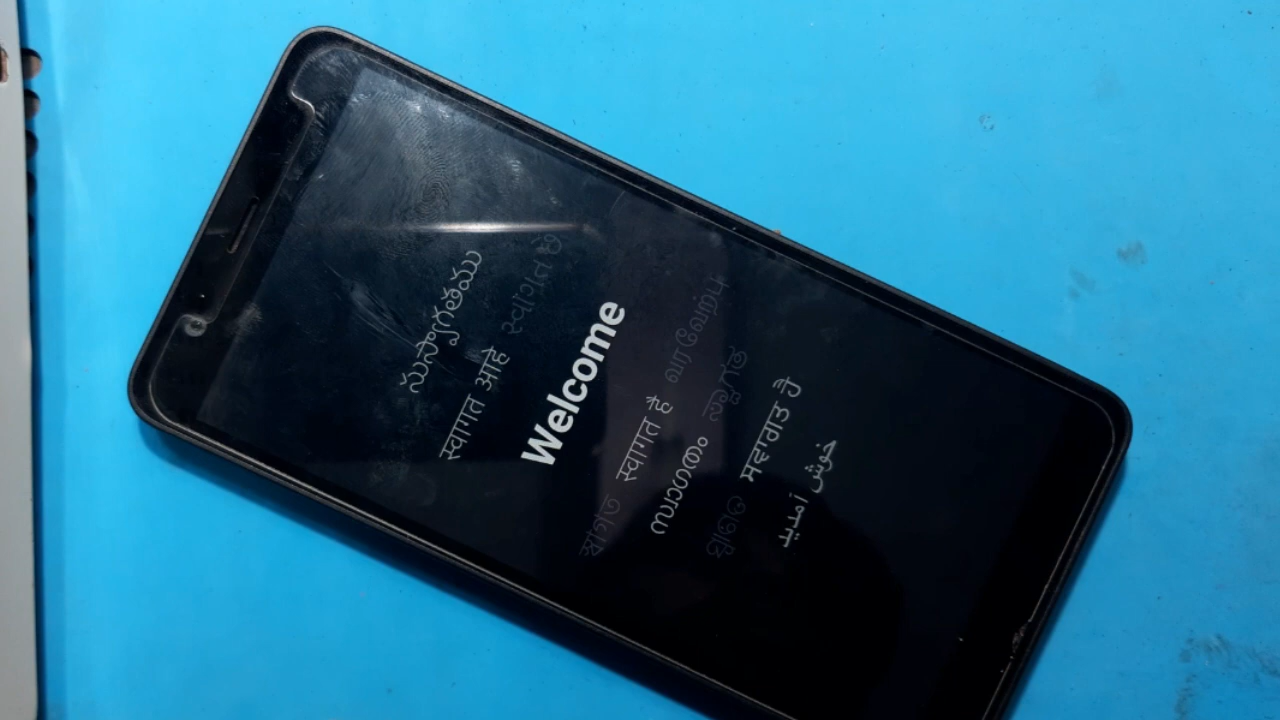 సుస్వాగతము
स्वागत आहे સ્વાગત છે
Welcome
স্বাগত स्वागत है வரவேற்பு
സ്വാഗതം ಸ್ವಾಗತ
ସ୍ୱାଗତ ਸਵਾਗਤ ਹੈ
خوش آمدید